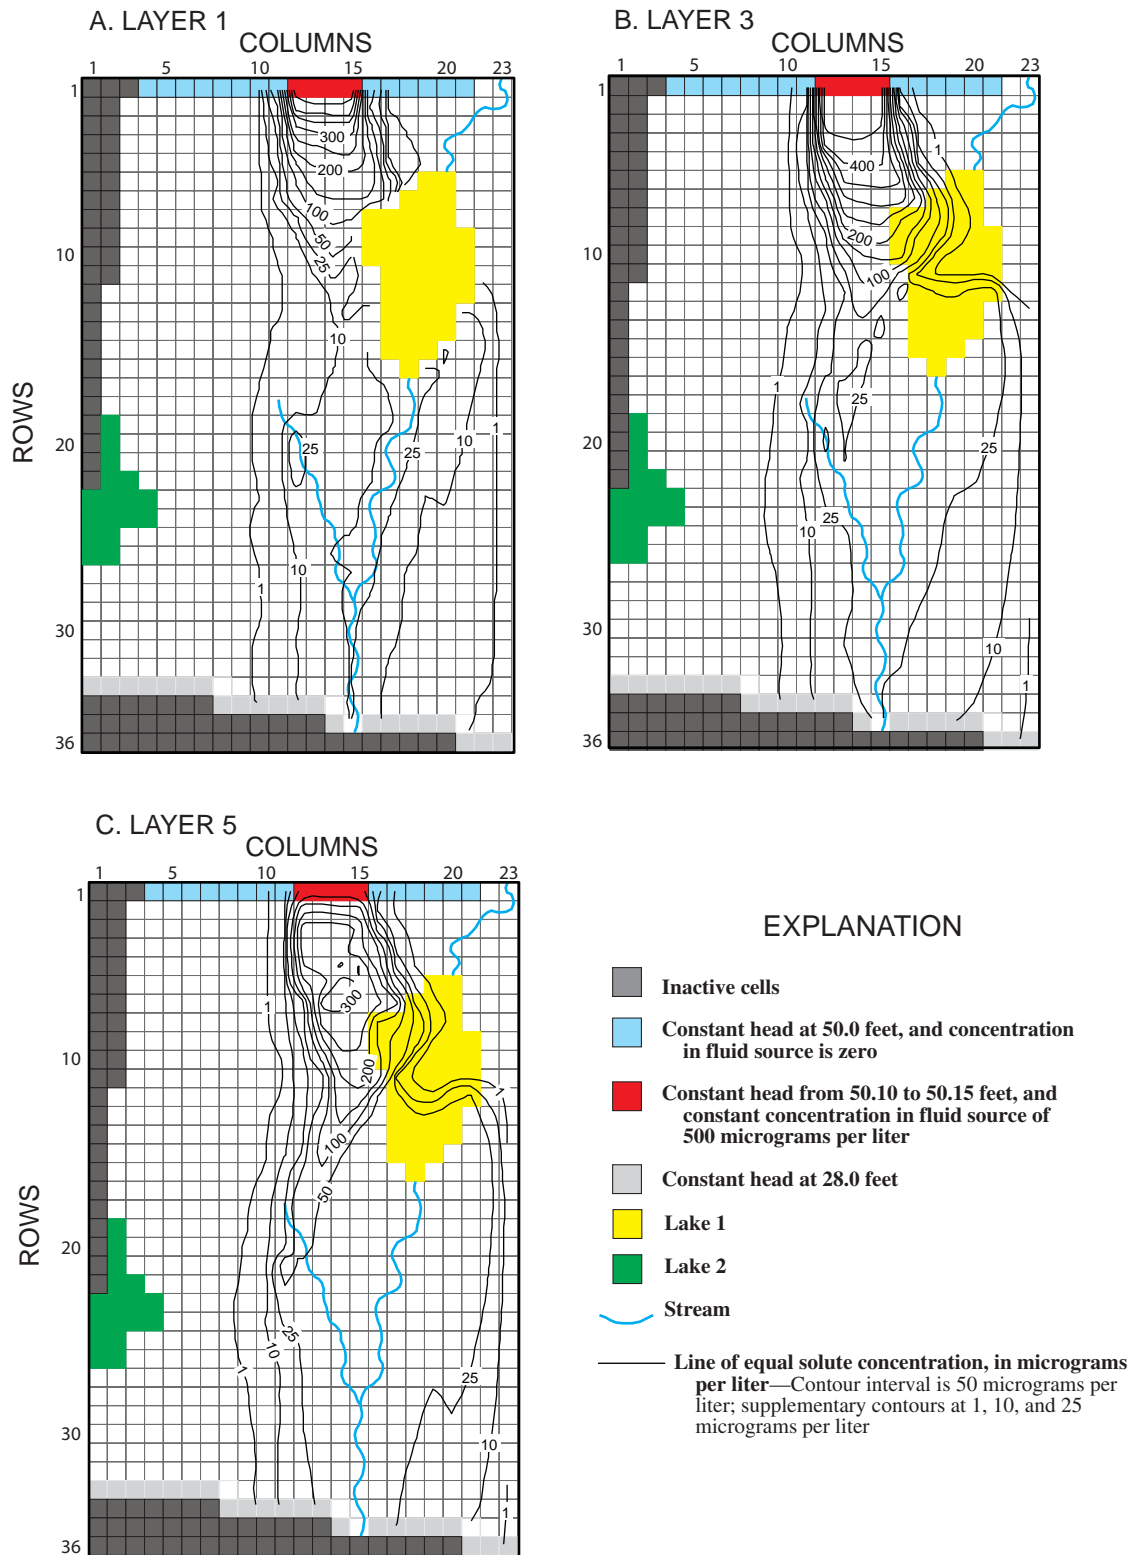 A. LAYER 1
COLUMNS
1 5 10 15 20 23
1
10
20
30
36
ROWS
300
200
100
50
25
10
25
25
10
1
10
1
B. LAYER 3
COLUMNS
1 5 10 15 20 23
1
10
20
30
36
1
400
200
100
1
25
25
10
25
10
1
C. LAYER 5
COLUMNS
1 5 10 15 20 23
1
10
20
30
36
ROWS
1
300
200
1
100
50
25
10
1
25
10
1
EXPLANATION
Inactive cells
Constant head at 50.0 feet, and concentration
in fluid source is zero
Constant head from 50.10 to 50.15 feet, and
constant concentration in fluid source of
500 micrograms per liter
Constant head at 28.0 feet
Lake 1
Lake 2
Stream
Line of equal solute concentration, in micrograms
per liter—Contour interval is 50 micrograms per
liter; supplementary contours at 1, 10, and 25
micrograms per liter